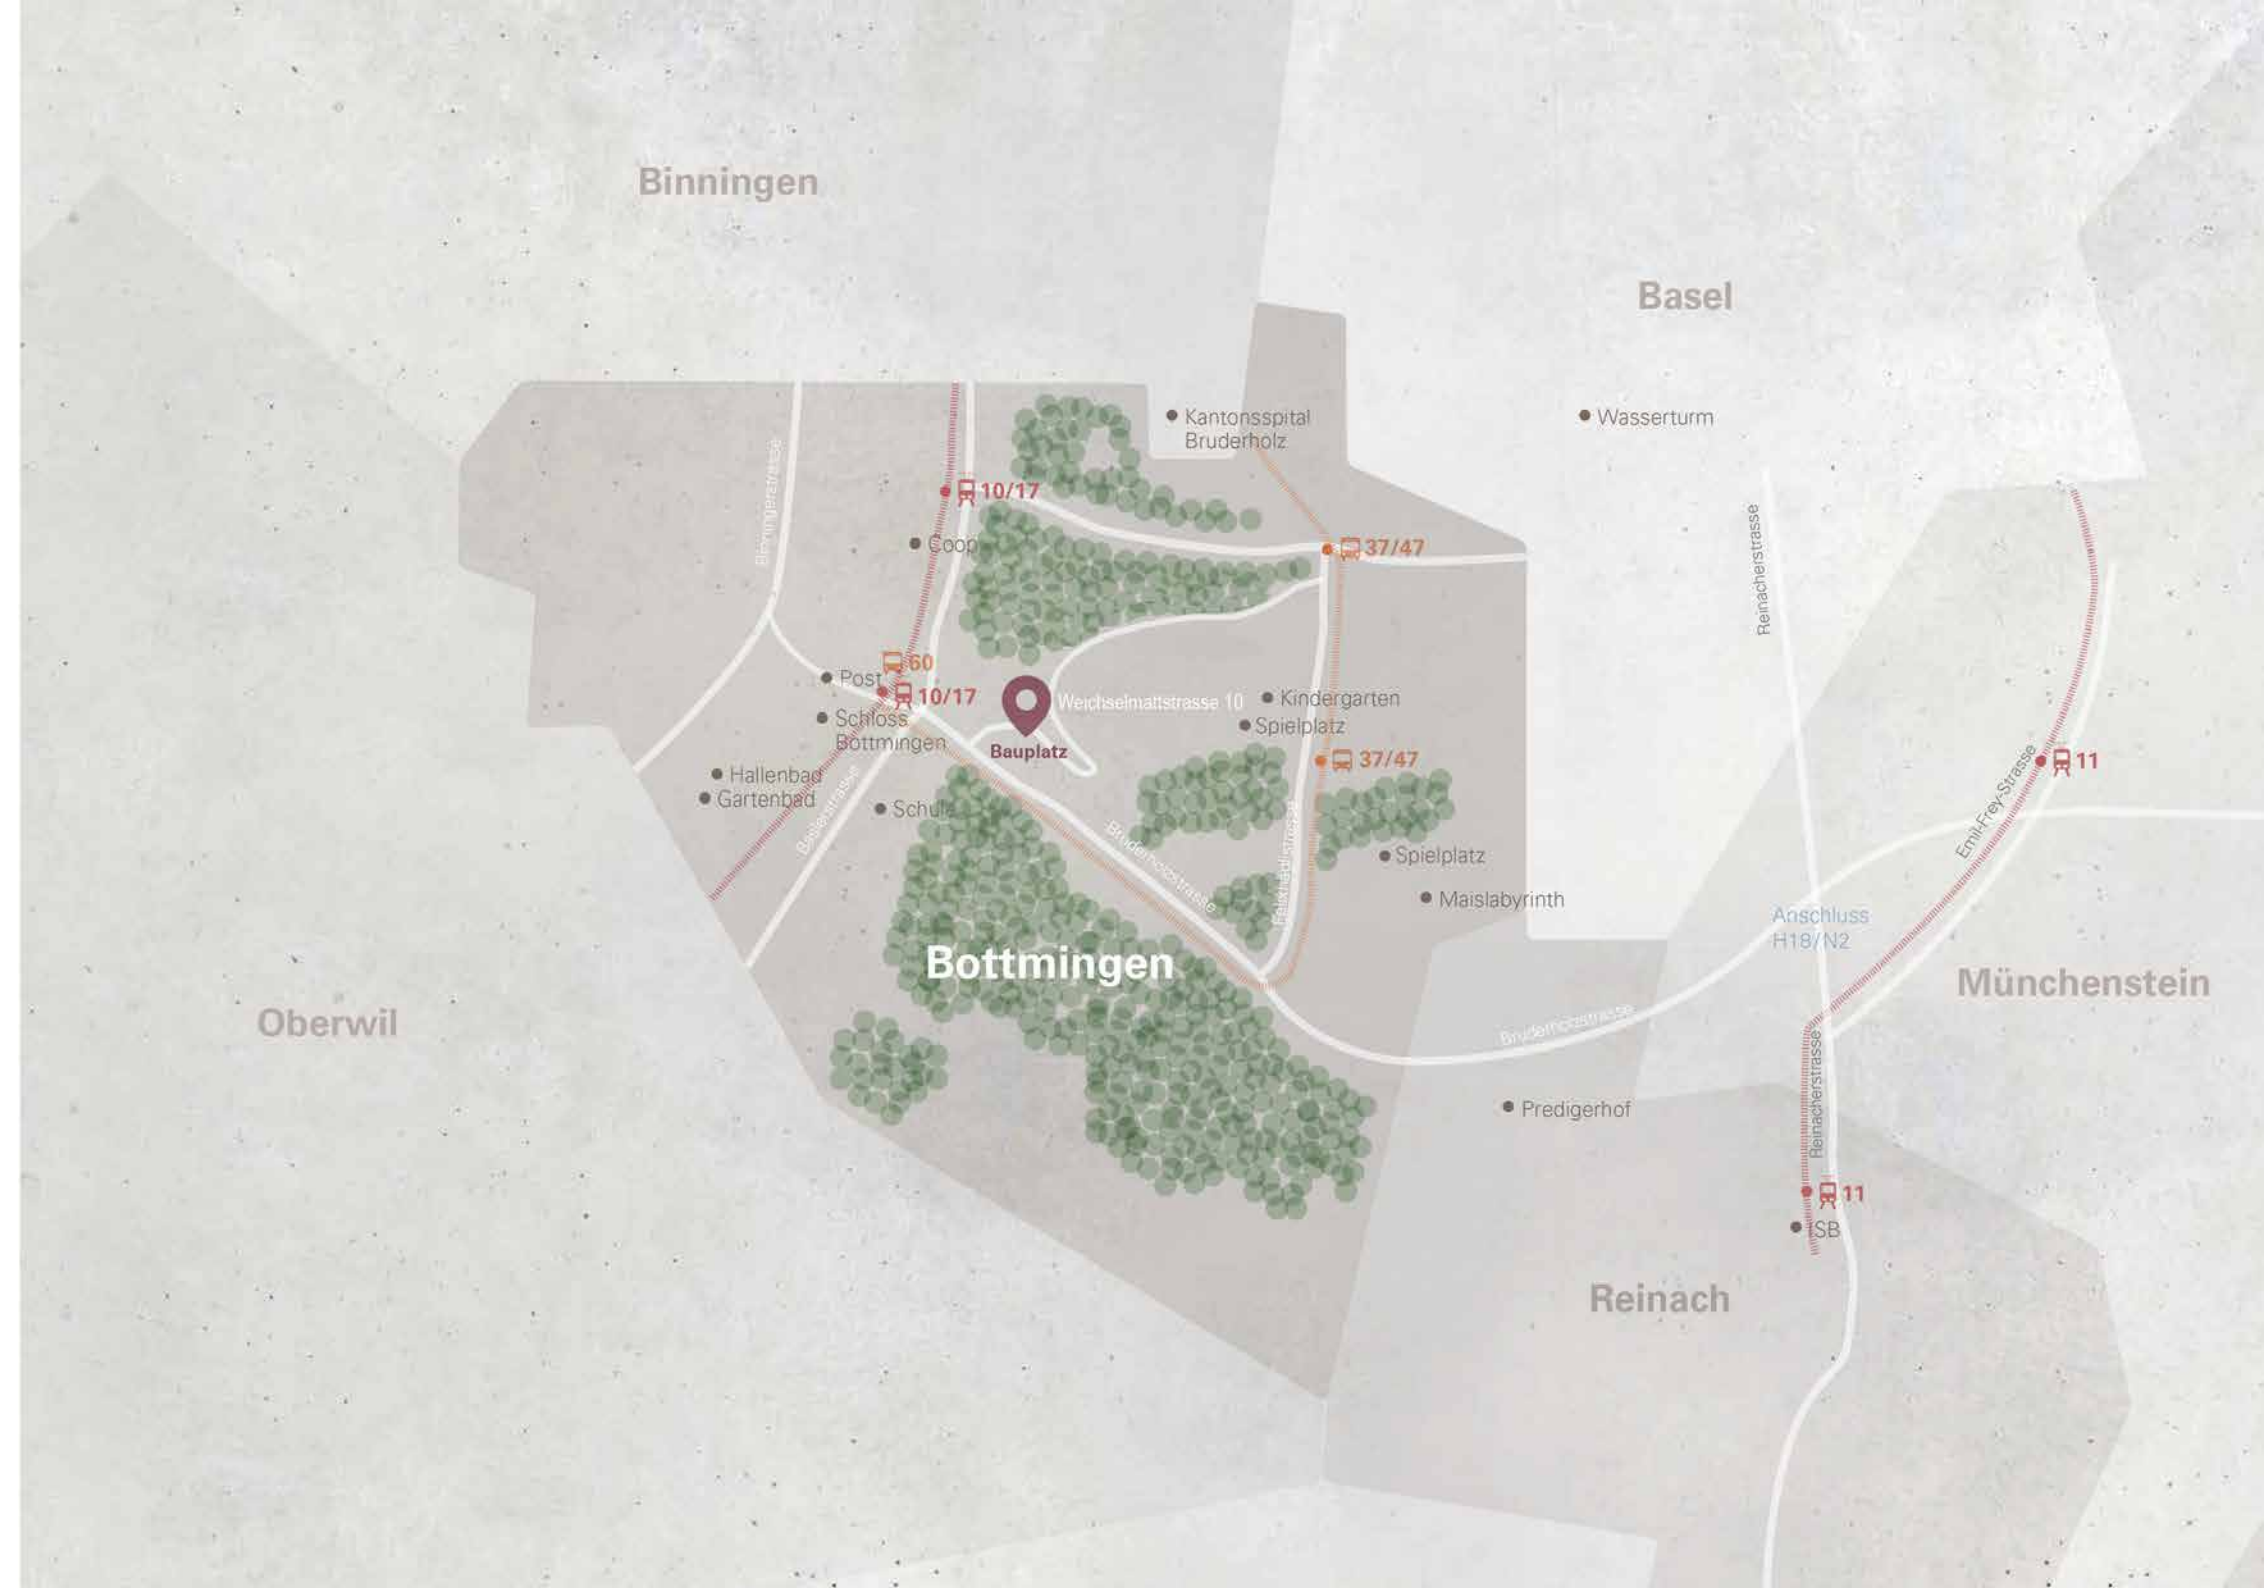 Binningen
Basel
Kantonsspital
Bruderholz
Wasserturm
Binningerstrasse
10/17
Coop
37/47
Reinacherstrasse
60
Post
10/17
Weichselmattstrasse 10
Kindergarten
Schloss
Bottmingen
Spielplatz
Bauplatz
37/47
11
Hallenbad
Gartenbad
Baslerstrasse
Schule
Emil-Frey-Strasse
Bruderholzstrasse
Spielplatz
Maislabyrinth
Anschluss
H18/N2
Bottmingen
Münchenstein
Oberwil
Bruderholzstrasse
Reinacherstrasse
Predigerhof
11
ISB
Reinach